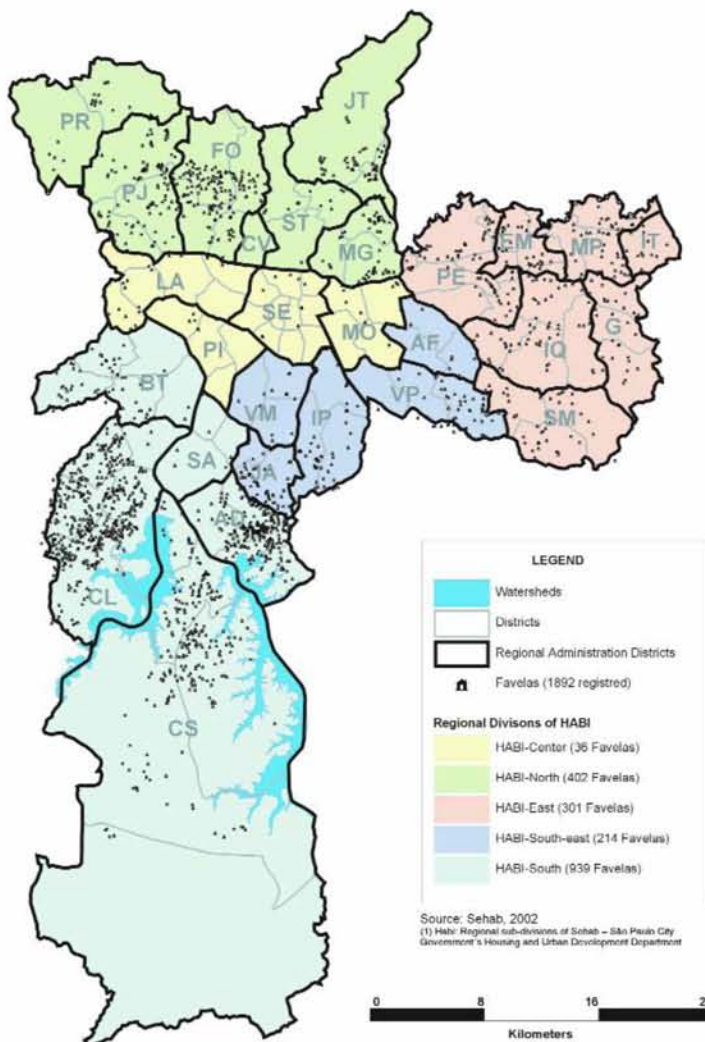 JT
PR
FO
PJ
ST
CV
MG
EM
MP
IT
PE
LA
SE
MO
AF
IQ
G
PI
BT
VM
IP
VP
SM
SA
JA
AD
CL
CS
LEGEND
Watersheds
Districts
Regional Administration Districts
Favelas (1892 registred)
Regional Divisons of HABI
HABI-Center (36 Favelas)
HABI-North (402 Favelas)
HABI-East (301 Favelas)
HABI-South-east (214 Favelas)
HABI-South (939 Favelas)
Source: Sehab, 2002
(1) Habi: Regional sub-divisions of Sehab – São Paulo City
Government's Housing and Urban Development Department
0 8 16
Kilometers